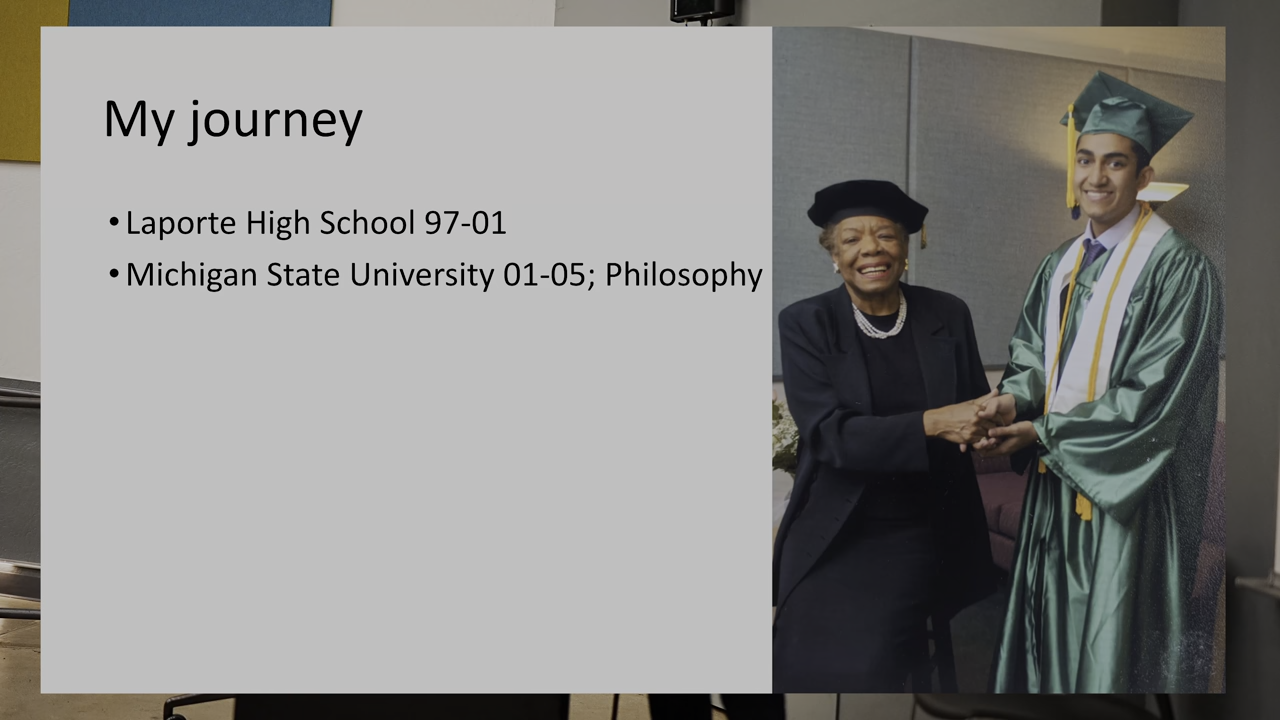 My journey
• Laporte High School 97-01
• Michigan State University 01-05; Philosophy